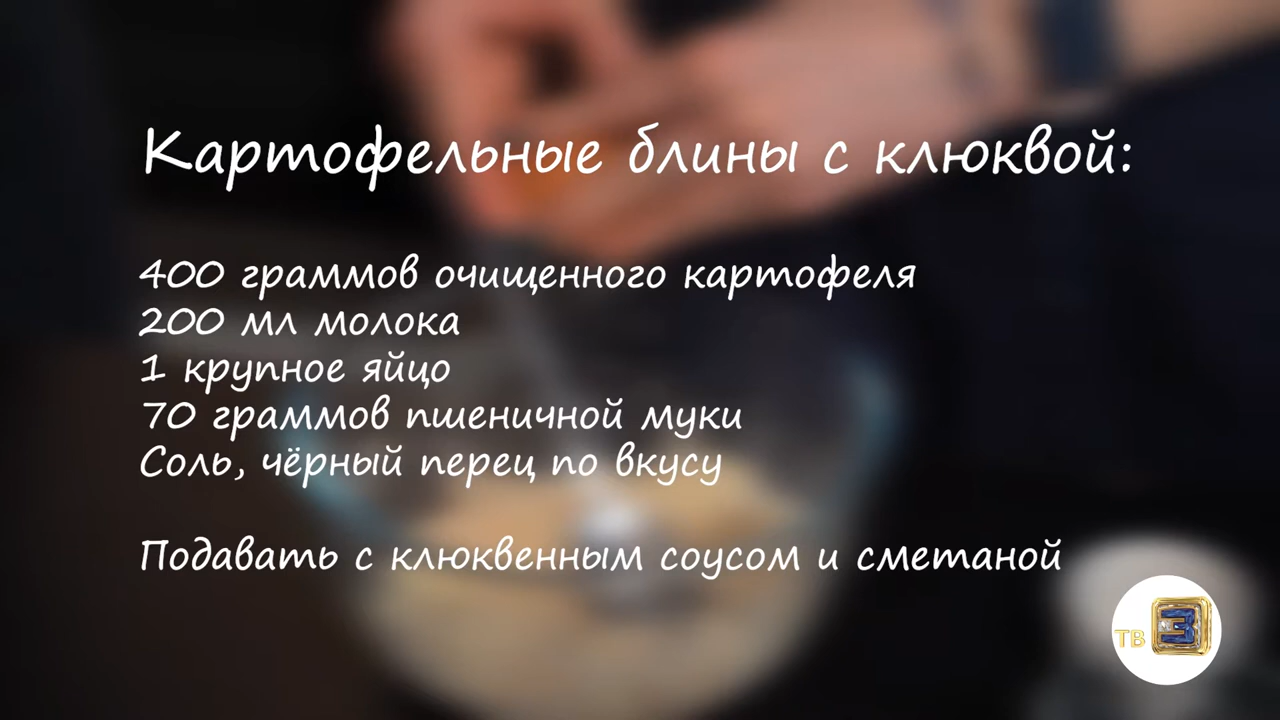 Картофельные блины с клюквой:
400 граммов очищенного картофеля
200 мл молока
1 крупное яйцо
70 граммов пшеничной муки
Соль, чёрный перец по вкусу
Подавать с клюквенным соусом и сметаной
ТВ 3